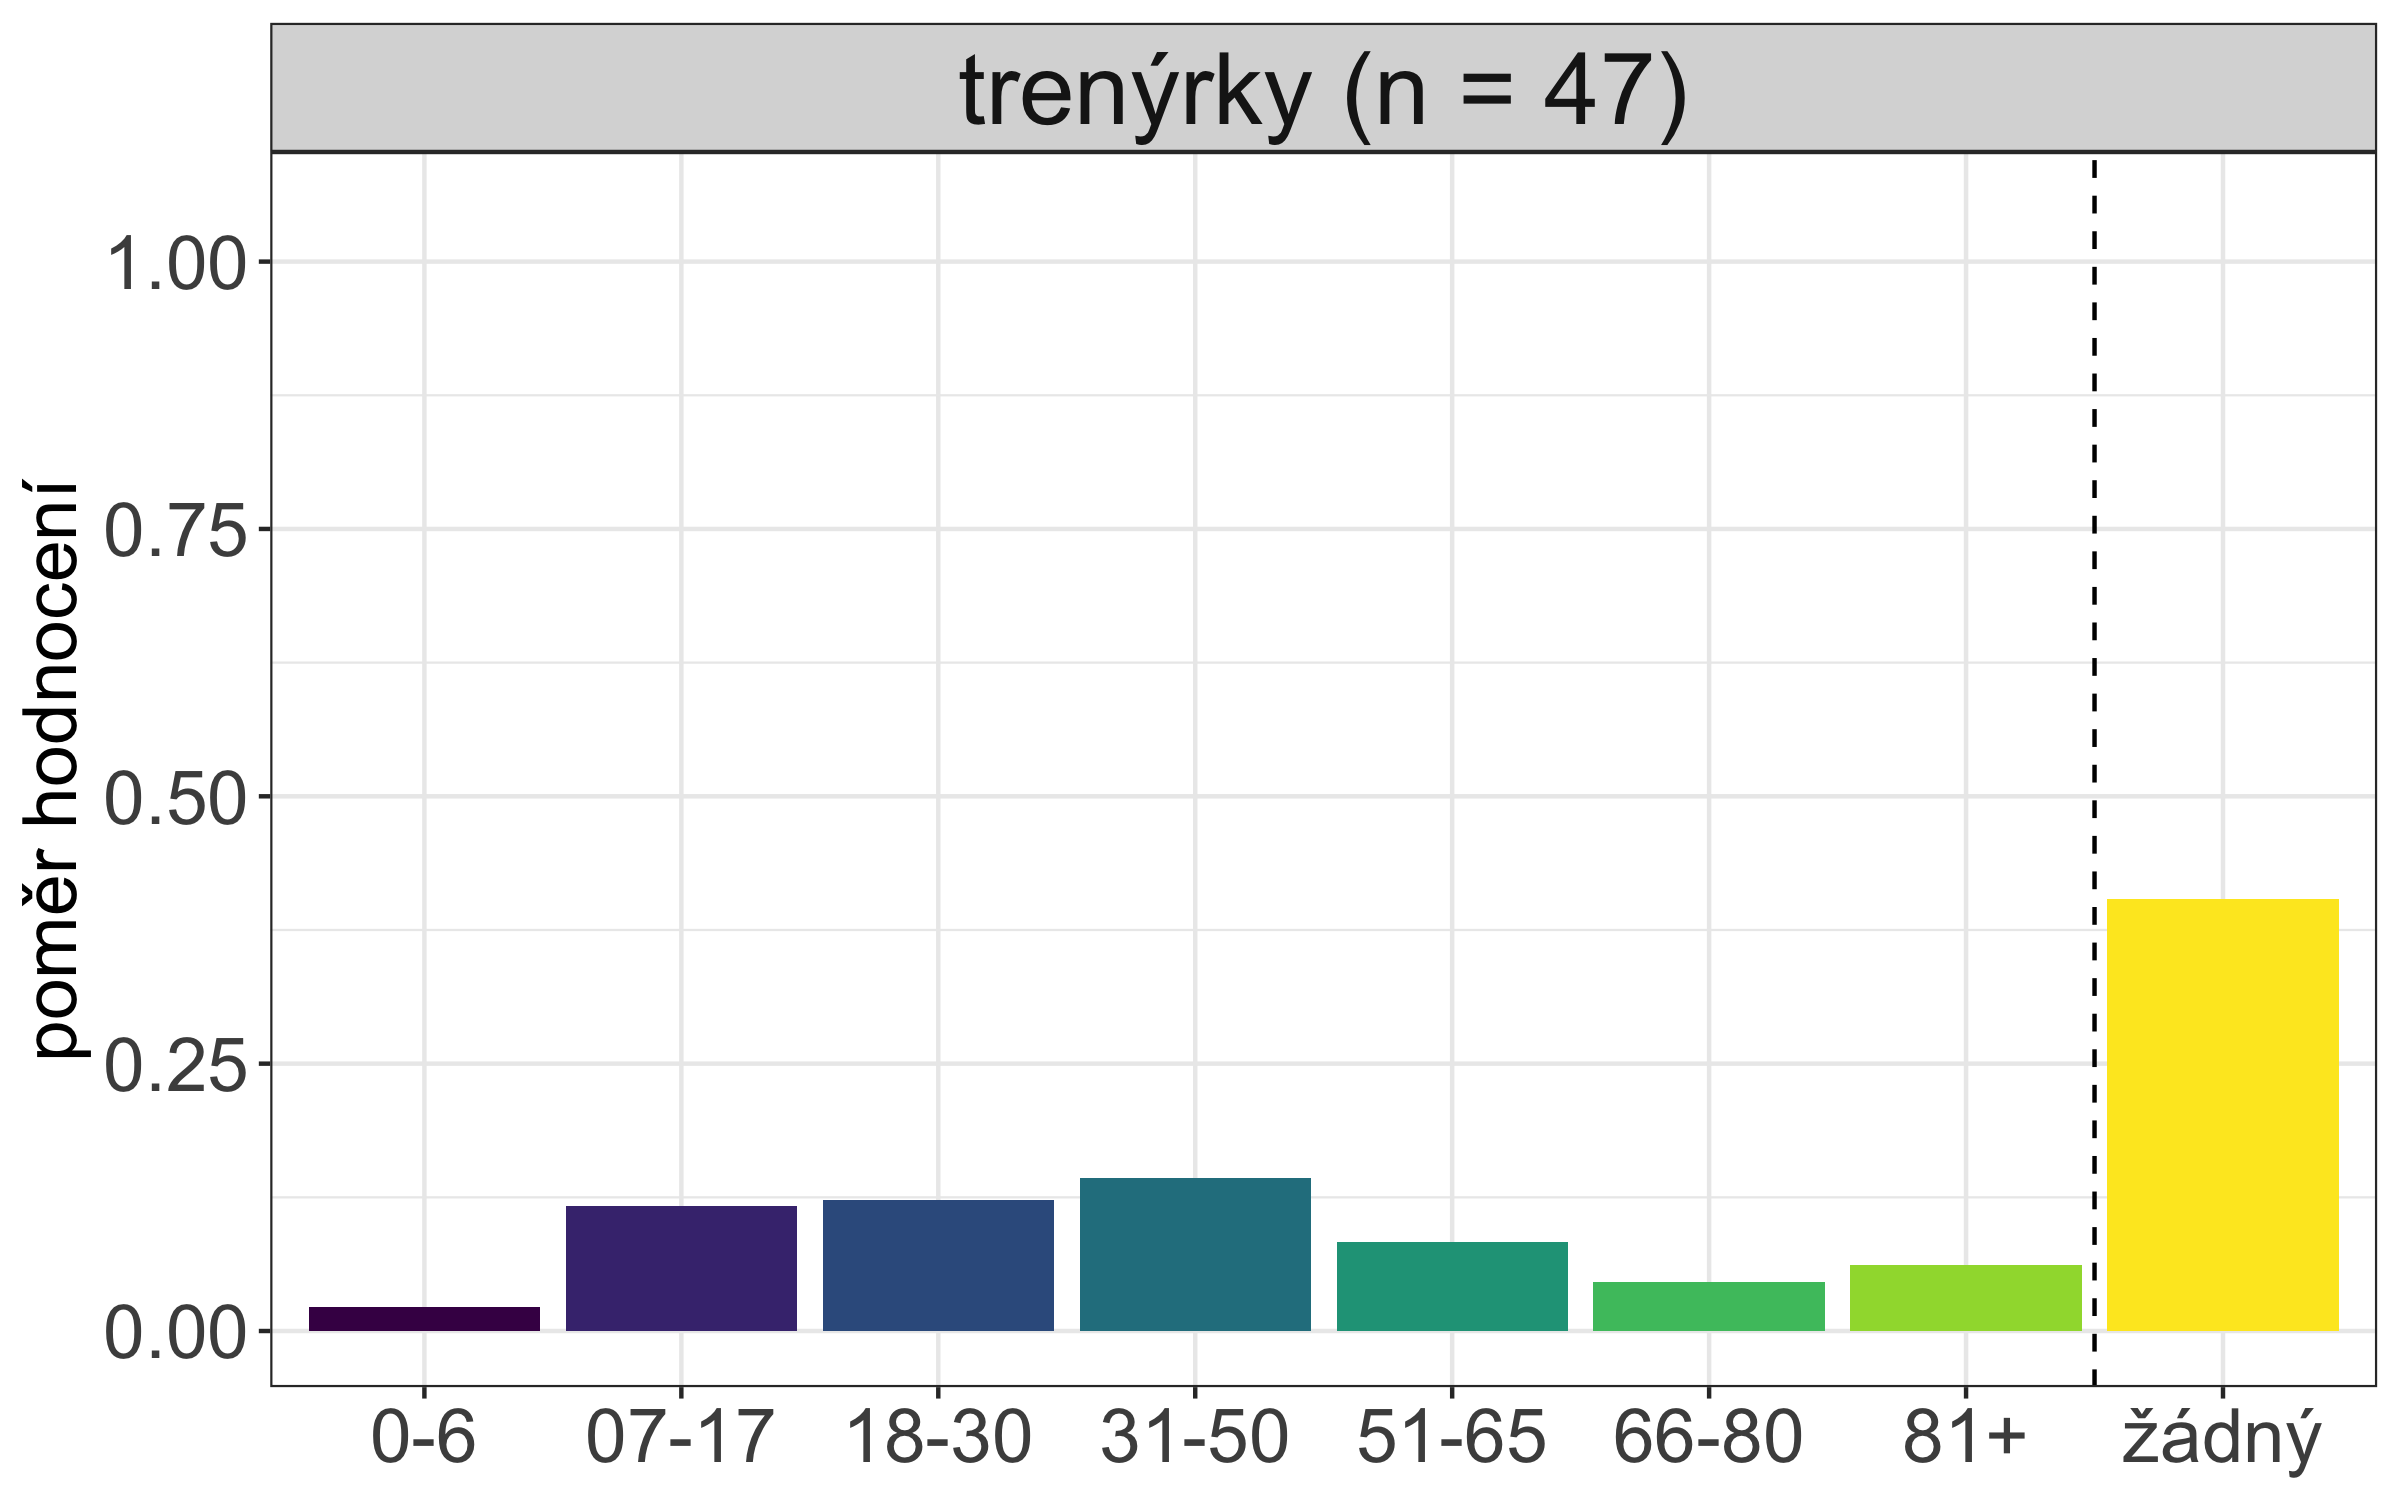 trenýrky (n = 47)
poměr hodnocení
1.00
0.75
0.50
0.25
0.00
0-6 07-17 18-30 31-50 51-65 66-80 81+ žádný